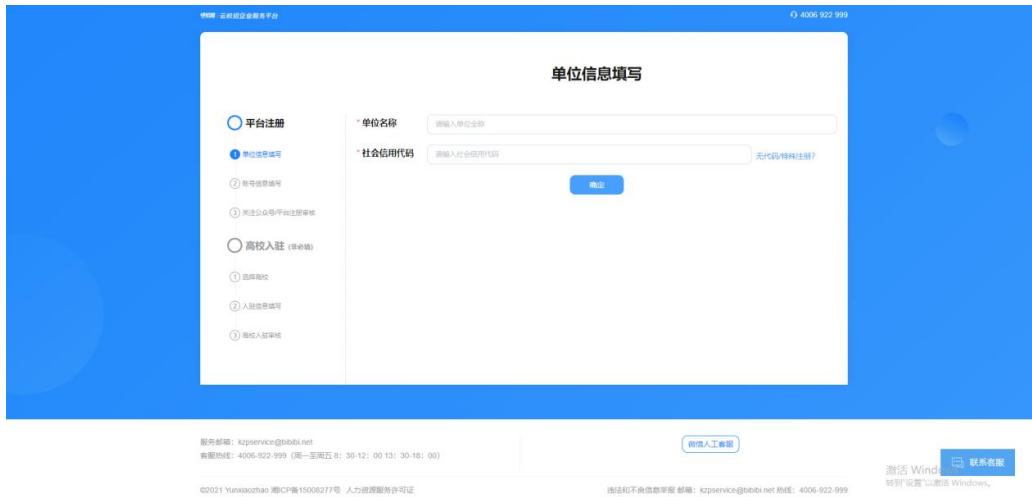 云校招企业服务平台
4006 922 999
单位信息填写
平台注册
1 单位信息填写
2 账号信息填写
3 关注公众号/平台注册审核
高校入驻 (非必填)
1 选择高校
2 入驻信息填写
3 高校入驻审核
*单位名称
请输入单位全称
*社会信用代码
请输入社会信用代码
无代码/特殊注册?
确定
服务邮箱: kzpservice@bibibi.net
客服热线: 4006-922-999 (周一至周五 8: 30-12: 00 13: 30-18: 00)
微信人工客服
联系客服
激活 Windows
转到"设置"以激活 Windows。
©2021 Yunxiaozhao 湘ICP备15008277号 人力资源服务许可证
违法和不良信息举报 邮箱: kzpservice@bibibi.net 热线: 4006-922-999